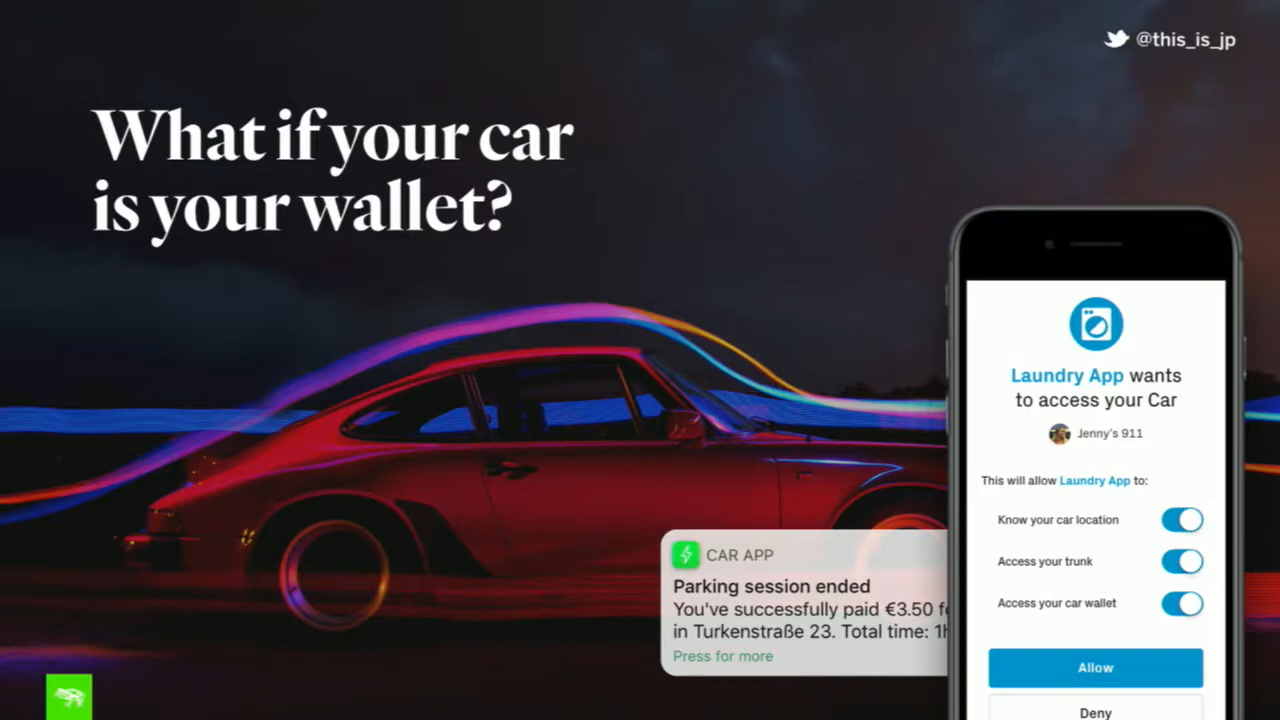 @this_is_jp
What if your car
is your wallet?
Laundry App wants
to access your Car
Jenny's 911
This will allow Laundry App to:
Know your car location
Access your trunk
Access your car wallet
Allow
Deny
CAR APP
Parking session ended
You've successfully paid €3.50 f
in Turkenstraße 23. Total time: 1h
Press for more